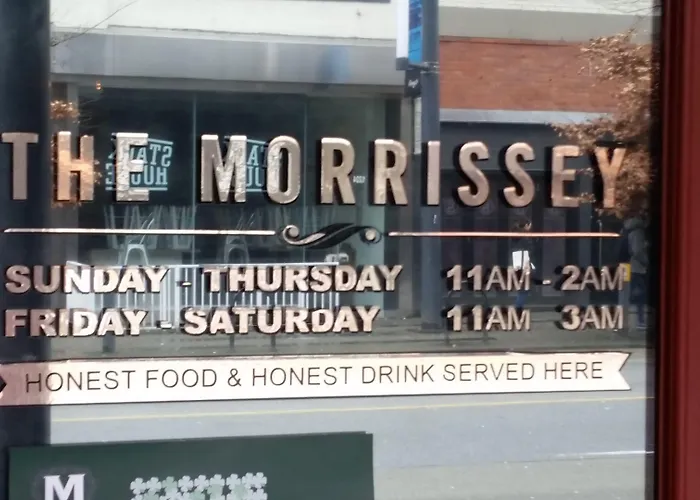 THE MORRISSEY
SUNDAY - THURSDAY 11AM - 2AM
FRIDAY - SATURDAY 11AM 3AM
HONEST FOOD & HONEST DRINK SERVED HERE
M